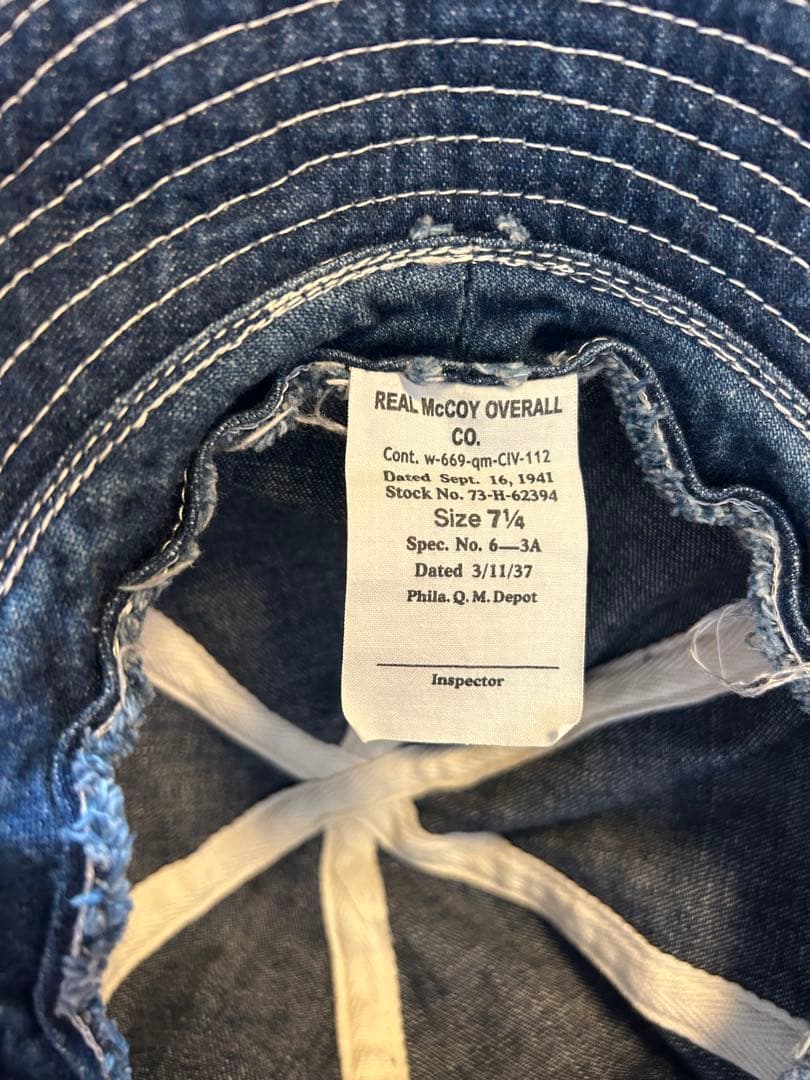 REAL McCOY OVERALL
CO.
Cont. w-669-qm-CIV-112
Dated Sept. 16, 1941
Stock No. 73-H-62394
Size 7¼
Spec. No. 6—3A
Dated 3/11/37
Phila. Q. M. Depot
Inspector